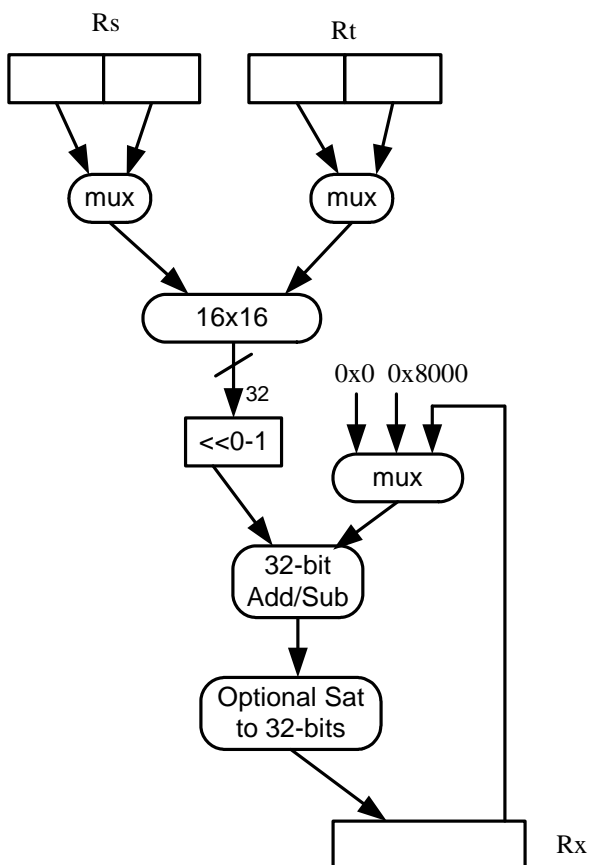 Rs
Rt
mux
mux
16x16
32
0x0 0x8000
<<0-1
mux
32-bit
Add/Sub
Optional Sat
to 32-bits
Rx